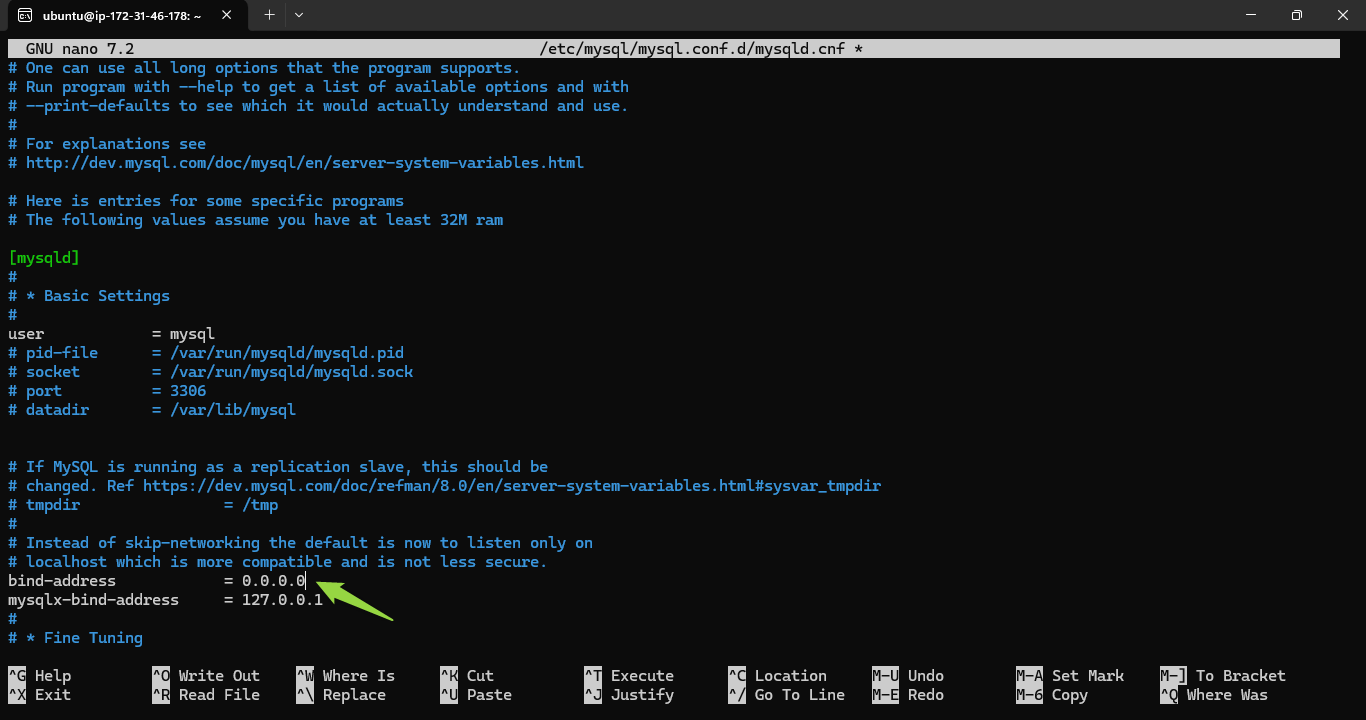 ubuntu@ip-172-31-46-178: ~
GNU nano 7.2 /etc/mysql/mysql.conf.d/mysqld.cnf *
# One can use all long options that the program supports.
# Run program with --help to get a list of available options and with
# --print-defaults to see which it would actually understand and use.
#
# For explanations see
# http://dev.mysql.com/doc/mysql/en/server-system-variables.html
# Here is entries for some specific programs
# The following values assume you have at least 32M ram
[mysqld]
#
# * Basic Settings
#
user = mysql
# pid-file = /var/run/mysqld/mysqld.pid
# socket = /var/run/mysqld/mysqld.sock
# port = 3306
# datadir = /var/lib/mysql
# If MySQL is running as a replication slave, this should be
# changed. Ref https://dev.mysql.com/doc/refman/8.0/en/server-system-variables.html#sysvar_tmpdir
# tmpdir = /tmp
#
# Instead of skip-networking the default is now to listen only on
# localhost which is more compatible and is not less secure.
bind-address = 0.0.0.0
mysqlx-bind-address = 127.0.0.1
#
# * Fine Tuning
^G Help ^O Write Out ^W Where Is ^K Cut ^T Execute ^C Location M-U Undo M-A Set Mark M-] To Bracket
^X Exit ^R Read File ^\ Replace ^U Paste ^J Justify ^/ Go To Line M-E Redo M-6 Copy ^Q Where Was